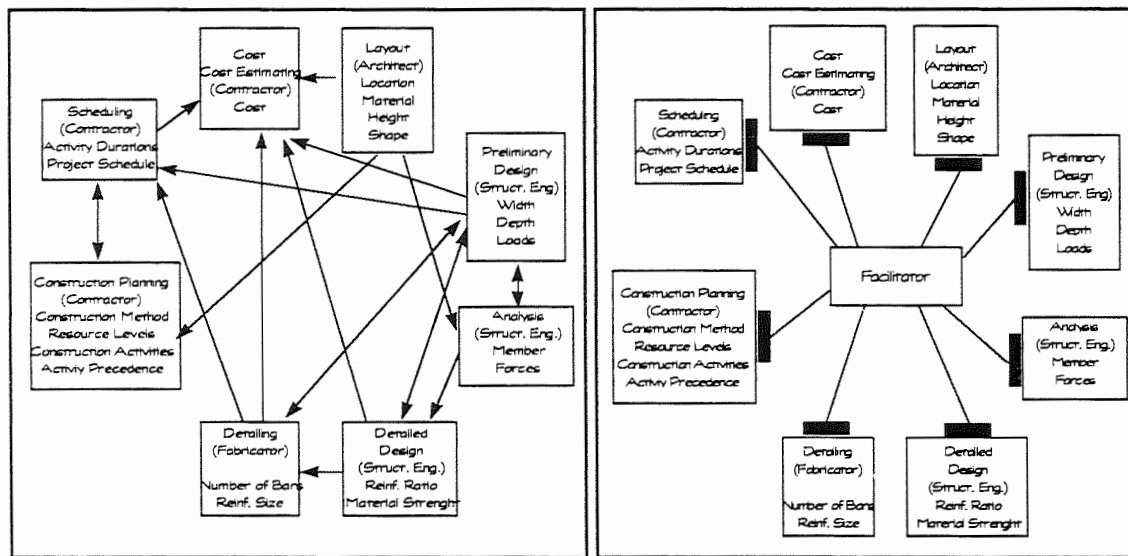 Cost
Cost Estimating
(Contractor)
Cost
Layout
(Architect)
Location
Material
Height
Shape
Scheduling
(Contractor)
Activity Durations
Project Schedule
Preliminary
Design
(Struct. Eng)
Width
Depth
Loads
Construction Planning
(Contractor)
Construction Method
Resource Levels
Construction Activities
Activiy Precedence
Analysis
(Struct. Eng.)
Member
Forces
Detailing
(Fabricator)
Number of Bars
Reinf. Size
Detailed
Design
(Struct. Eng.)
Reinf. Ratio
Material Strenght
Cost
Cost Estimating
(Contractor)
Cost
Layout
(Architect)
Location
Material
Height
Shape
Scheduling
(Contractor)
Activity Durations
Project Schedule
Preliminary
Design
(Struct. Eng)
Width
Depth
Loads
Facilitator
Construction Planning
(Contractor)
Construction Method
Resource Levels
Construction Activities
Activiy Precedence
Analysis
(Struct. Eng.)
Member
Forces
Detailing
(Fabricator)
Number of Bars
Reinf. Size
Detailed
Design
(Struct. Eng.)
Reinf. Ratio
Material Strenght